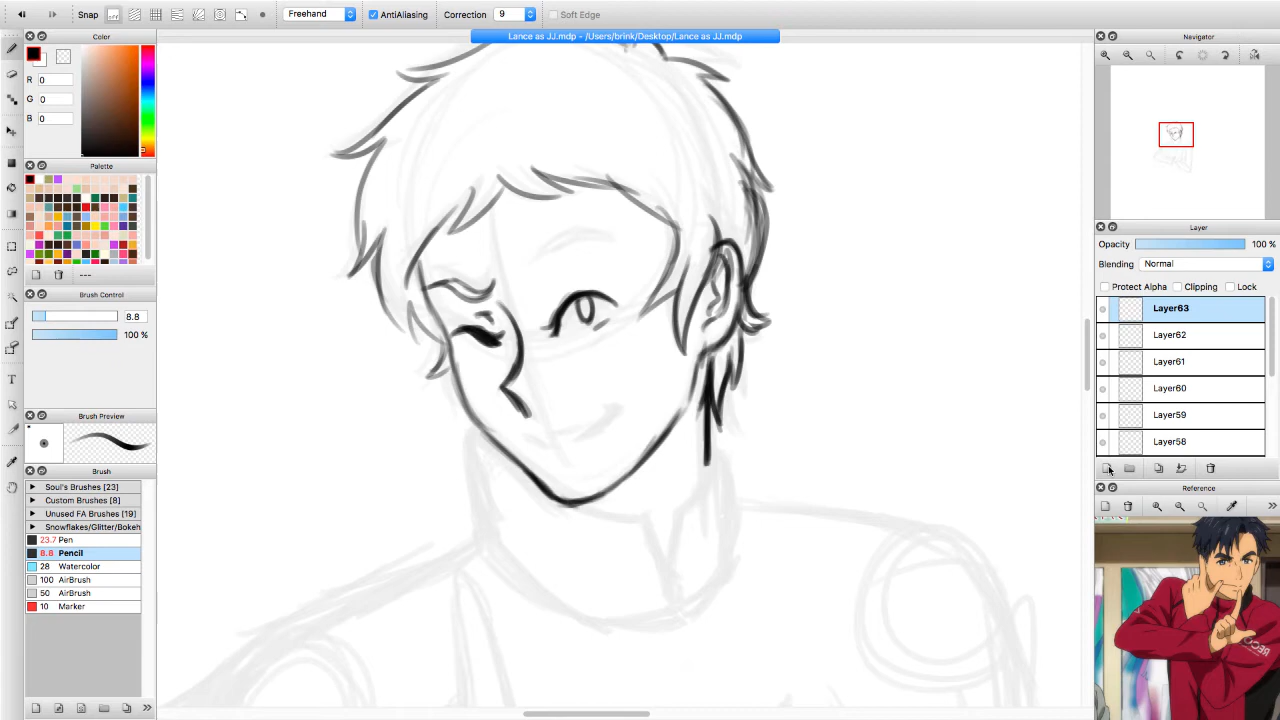 Snap
Freehand
AntiAliasing
Correction
9
Soft Edge
Color
Lance as JJ.mdp - /Users/brink/Desktop/Lance as JJ.mdp
Navigator
R 0
G 0
B 0
Palette
---
Brush Control
8.8
100 %
Brush Preview
Brush
Soul's Brushes [23]
Custom Brushes [8]
Unused FA Brushes [19]
Snowflakes/Glitter/Bokeh
23.7 Pen
8.8 Pencil
28 Watercolor
100 AirBrush
50 AirBrush
10 Marker
Layer
Opacity 100 %
Blending Normal
Protect Alpha Clipping Lock
Layer63
Layer62
Layer61
Layer60
Layer59
Layer58
Reference